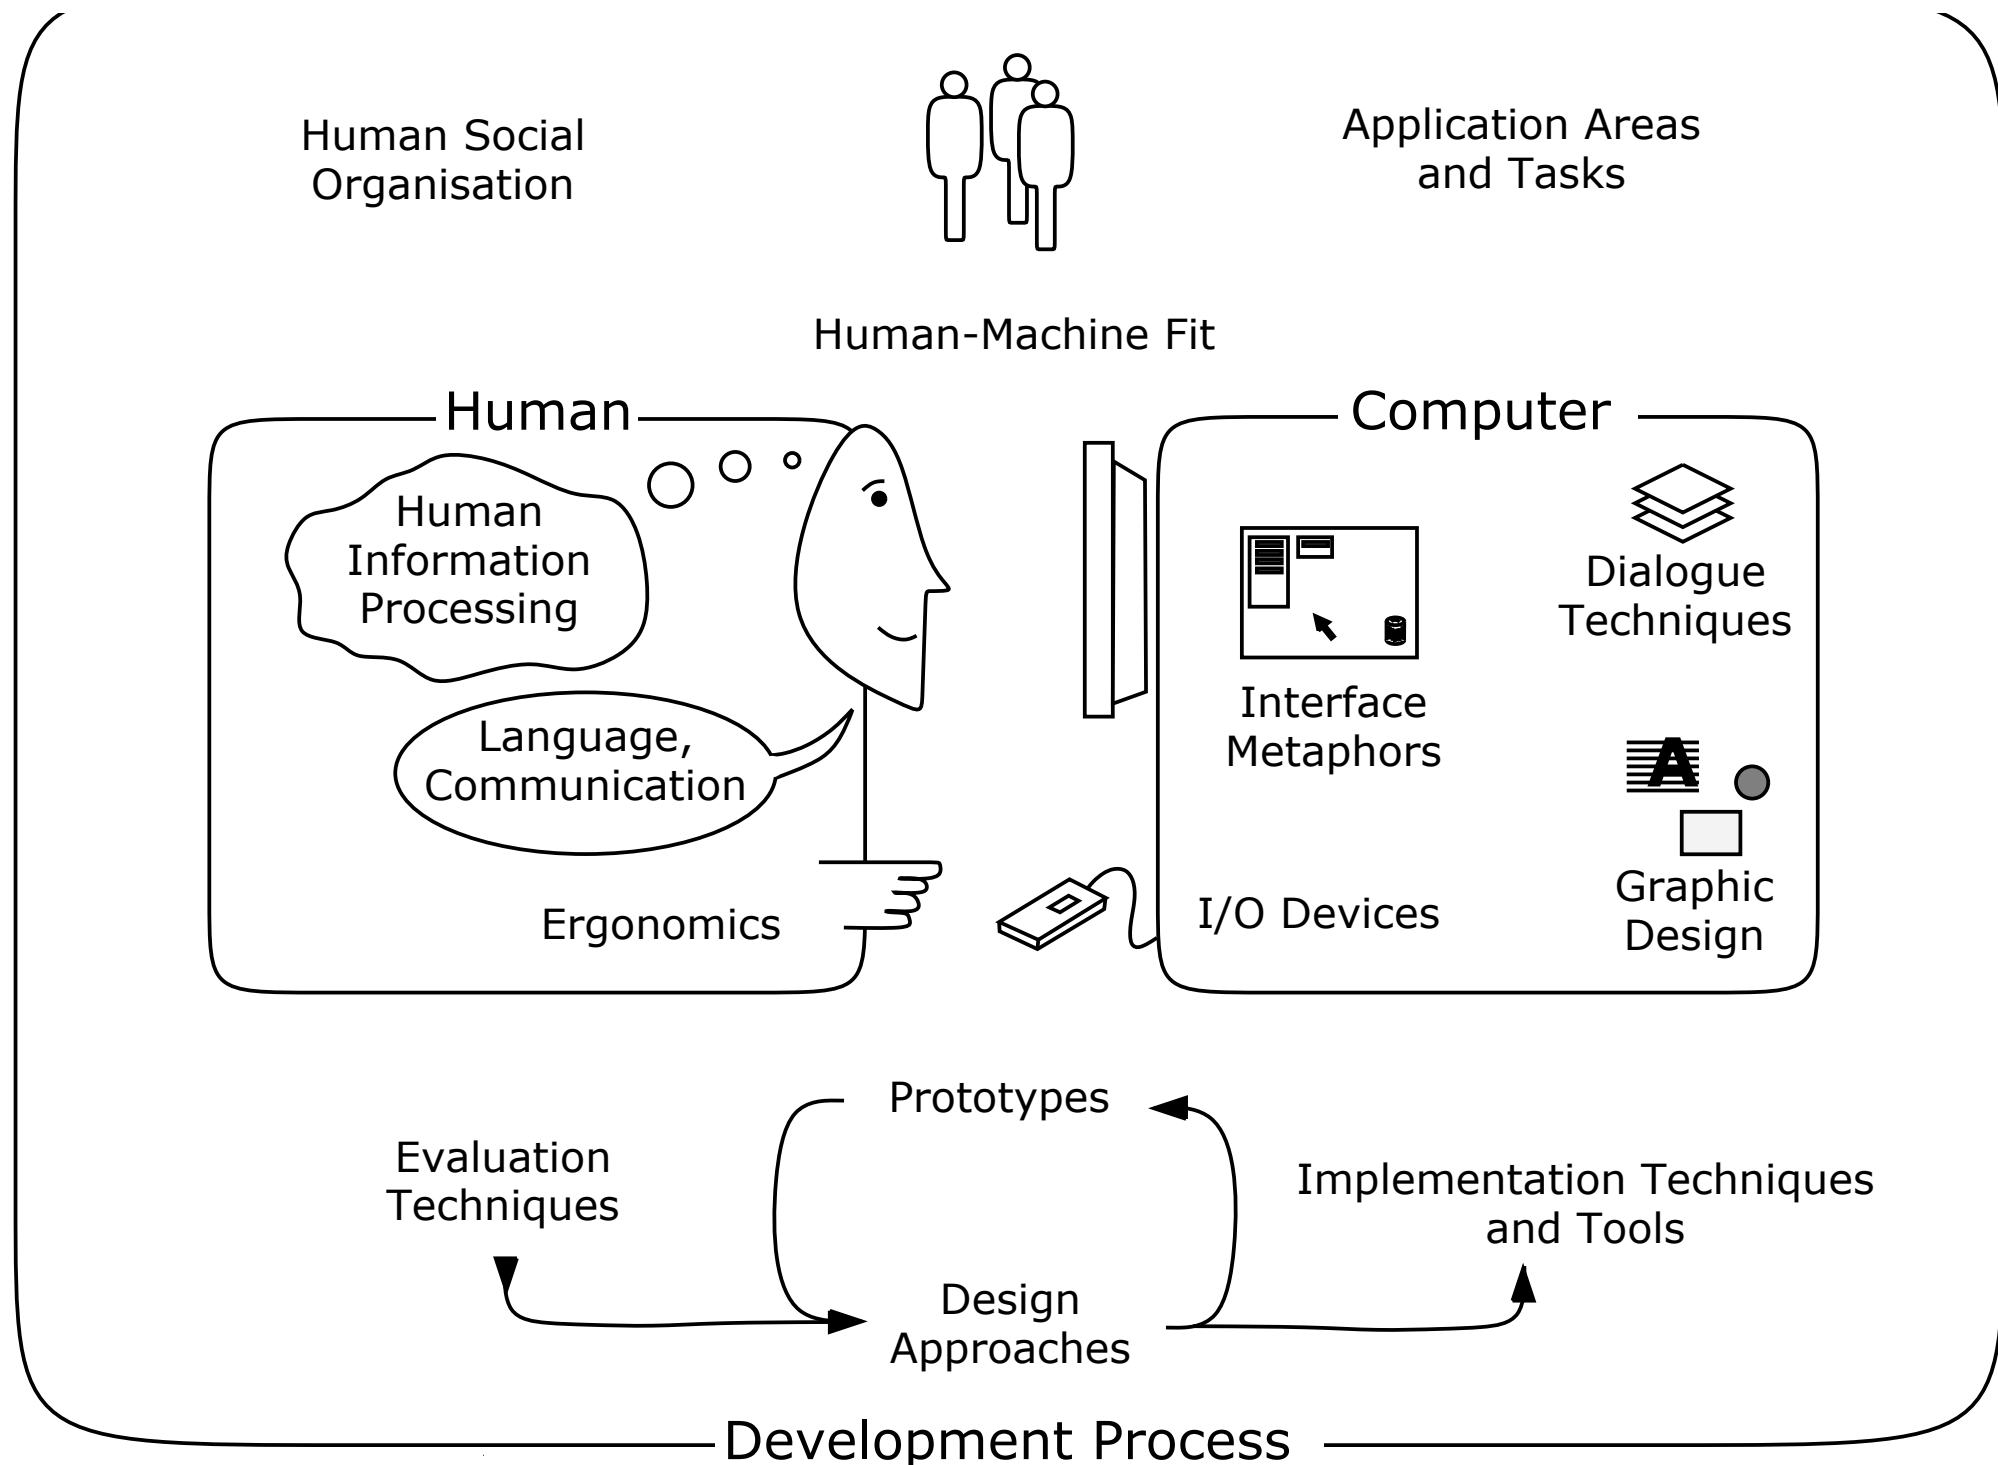 Human Social
Organisation
Application Areas
and Tasks
Human-Machine Fit
Human
Human
Information
Processing
Language,
Communication
Ergonomics
Computer
Dialogue
Techniques
Interface
Metaphors
A
I/O Devices
Graphic
Design
Prototypes
Evaluation
Techniques
Implementation Techniques
and Tools
Design
Approaches
Development Process